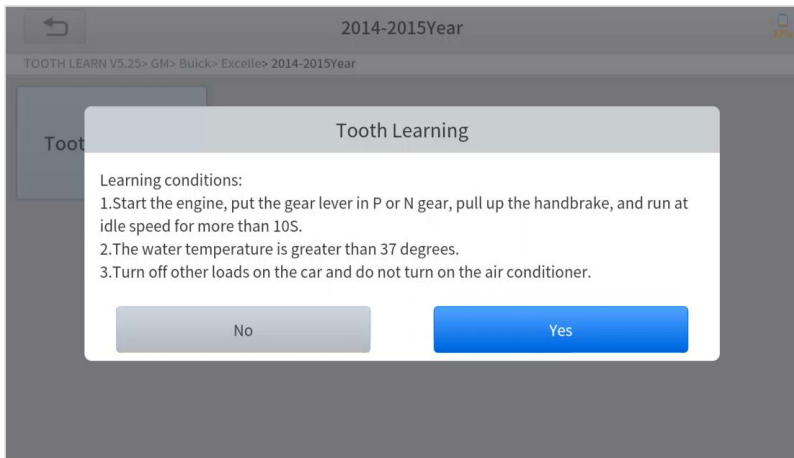 2014-2015Year
TOOTH LEARN V5.25> GM> Buick> Excelle> 2014-2015Year
Toot
Tooth Learning
Learning conditions:
1.Start the engine, put the gear lever in P or N gear, pull up the handbrake, and run at
idle speed for more than 10S.
2.The water temperature is greater than 37 degrees.
3.Turn off other loads on the car and do not turn on the air conditioner.
No
Yes